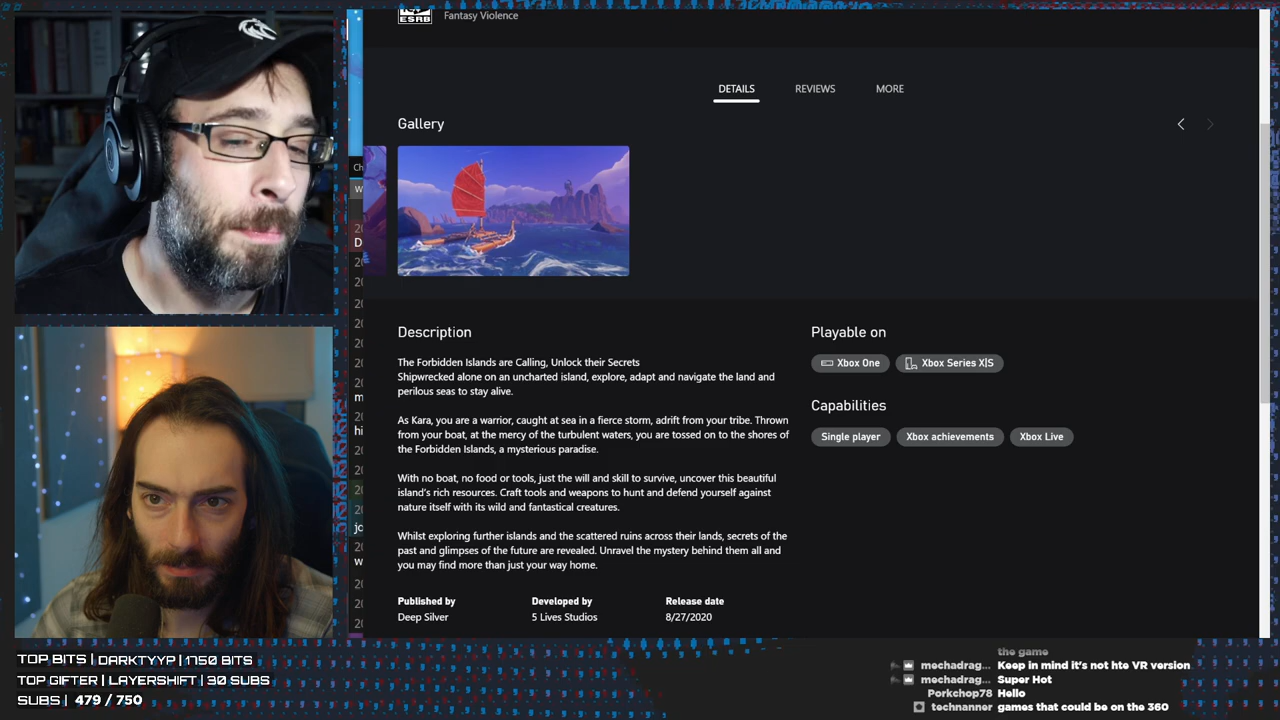 ESRB
Fantasy Violence
DETAILS
REVIEWS
MORE
Gallery
Description
The Forbidden Islands are Calling, Unlock their Secrets
Shipwrecked alone on an uncharted island, explore, adapt and navigate the land and
perilous seas to stay alive.
As Kara, you are a warrior, caught at sea in a fierce storm, adrift from your tribe. Thrown
from your boat, at the mercy of the turbulent waters, you are tossed on to the shores of
the Forbidden Islands, a mysterious paradise.
With no boat, no food or tools, just the will and skill to survive, uncover this beautiful
island's rich resources. Craft tools and weapons to hunt and defend yourself against
nature itself with its wild and fantastical creatures.
Whilst exploring further islands and the scattered ruins across their lands, secrets of the
past and glimpses of the future are revealed. Unravel the mystery behind them all and
you may find more than just your way home.
Published by
Deep Silver
Developed by
5 Lives Studios
Release date
8/27/2020
Playable on
Xbox One
Xbox Series X|S
Capabilities
Single player
Xbox achievements
Xbox Live
TOP BITS | DARKTYYP | 1750 BITS
TOP GIFTER | LAYERSHIFT | 30 SUBS
SUBS | 479 / 750
the game
mechadrag... Keep in mind it's not hte VR version
mechadrag... Super Hot
Porkchop78 Hello
technanner games that could be on the 360